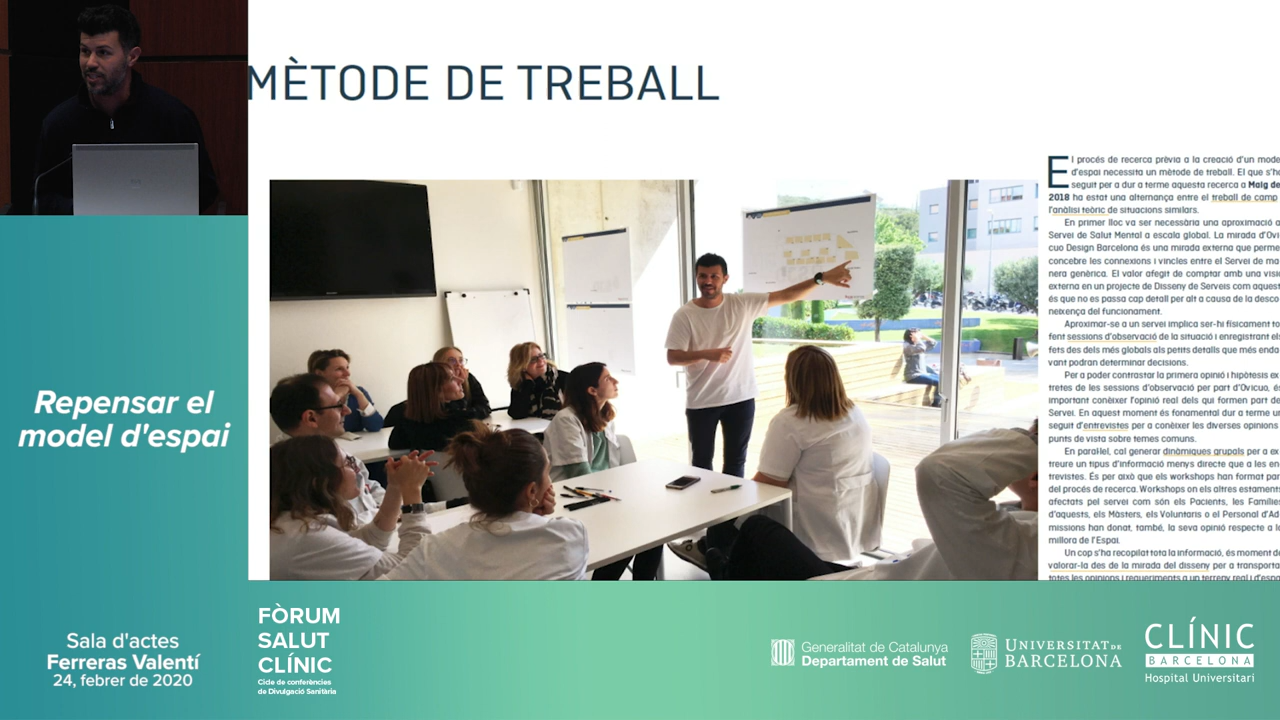 MÈTODE DE TREBALL
El procés de recerca prèvia a la creació d'un mode
d'espai necessita un mètode de treball. El que s'ha
seguit per a dur a terme aquesta recerca a Maig de
2018 ha estat una alternança entre el treball de camp
l'anàlisi teòric de situacions similars.
En primer lloc va ser necessària una aproximació a
Servei de Salut Mental a escala global. La mirada d'Ovi
cuo Design Barcelona és una mirada externa que perme
concebre les connexions i vincles entre el Servei de ma
nera genèrica. El valor afegit de comptar amb una visi
externa en un projecte de Disseny de Serveis com aquest
és que no es passa cap detall per alt a causa de la desco
neixença del funcionament.
Aproximar-se a un servei implica ser-hi físicament to
fent sessions d'observació de la situació i enregistrant els
fets des dels més globals als petits detalls que més enda
vant podran determinar decisions.
Per a poder contrastar la primera opinió i hipòtesis ex
tretes de les sessions d'observació per part d'Ovicuo, és
important conèixer l'opinió real dels qui formen part de
Servei. En aquest moment és fonamental dur a terme un
seguit d'entrevistes per a conèixer les diverses opinions
punts de vista sobre temes comuns.
En paral·lel, cal generar dinàmiques grupals per a ex
treure un tipus d'informació menys directe que a les en
trevistes. És per això que els workshops han format par
del procés de recerca. Workshops on els altres estaments
afectats pel servei com són els Pacients, les Famílies
d'aquests, els Màsters, els Voluntaris o el Personal d'Ad
missions han donat, també, la seva opinió respecte a la
millora de l'Espai.
Un cop s'ha recopilat tota la informació, és moment de
valorar-la des de la mirada del disseny per a transporta
totes les opinions i requeriments a un terreny real i d'espa
Repensar el
model d'espai
Sala d'actes
Ferreras Valentí
24, febrer de 2020
FÒRUM
SALUT
CLÍNIC
Cicle de conferències
de Divulgació Sanitària
Generalitat de Catalunya
Departament de Salut
UNIVERSITAT DE
BARCELONA
CLÍNIC
BARCELONA
Hospital Universitari